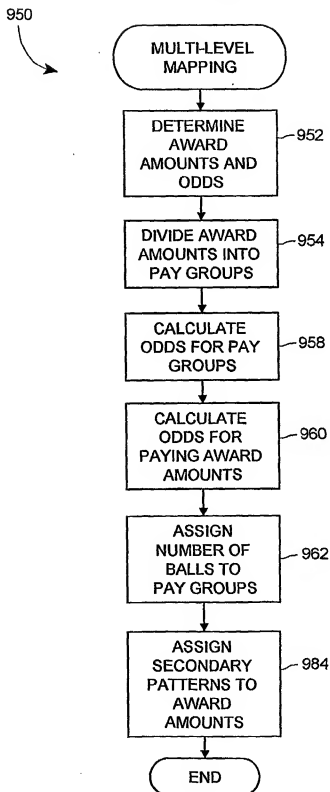 950
MULTI-LEVEL
MAPPING
DETERMINE
AWARD
AMOUNTS AND
ODDS
952
DIVIDE AWARD
AMOUNTS INTO
PAY GROUPS
954
CALCULATE
ODDS FOR PAY
GROUPS
958
CALCULATE
ODDS FOR
PAYING AWARD
AMOUNTS
960
ASSIGN
NUMBER OF
BALLS TO
PAY GROUPS
962
ASSIGN
SECONDARY
PATTERNS TO
AWARD
AMOUNTS
984
END